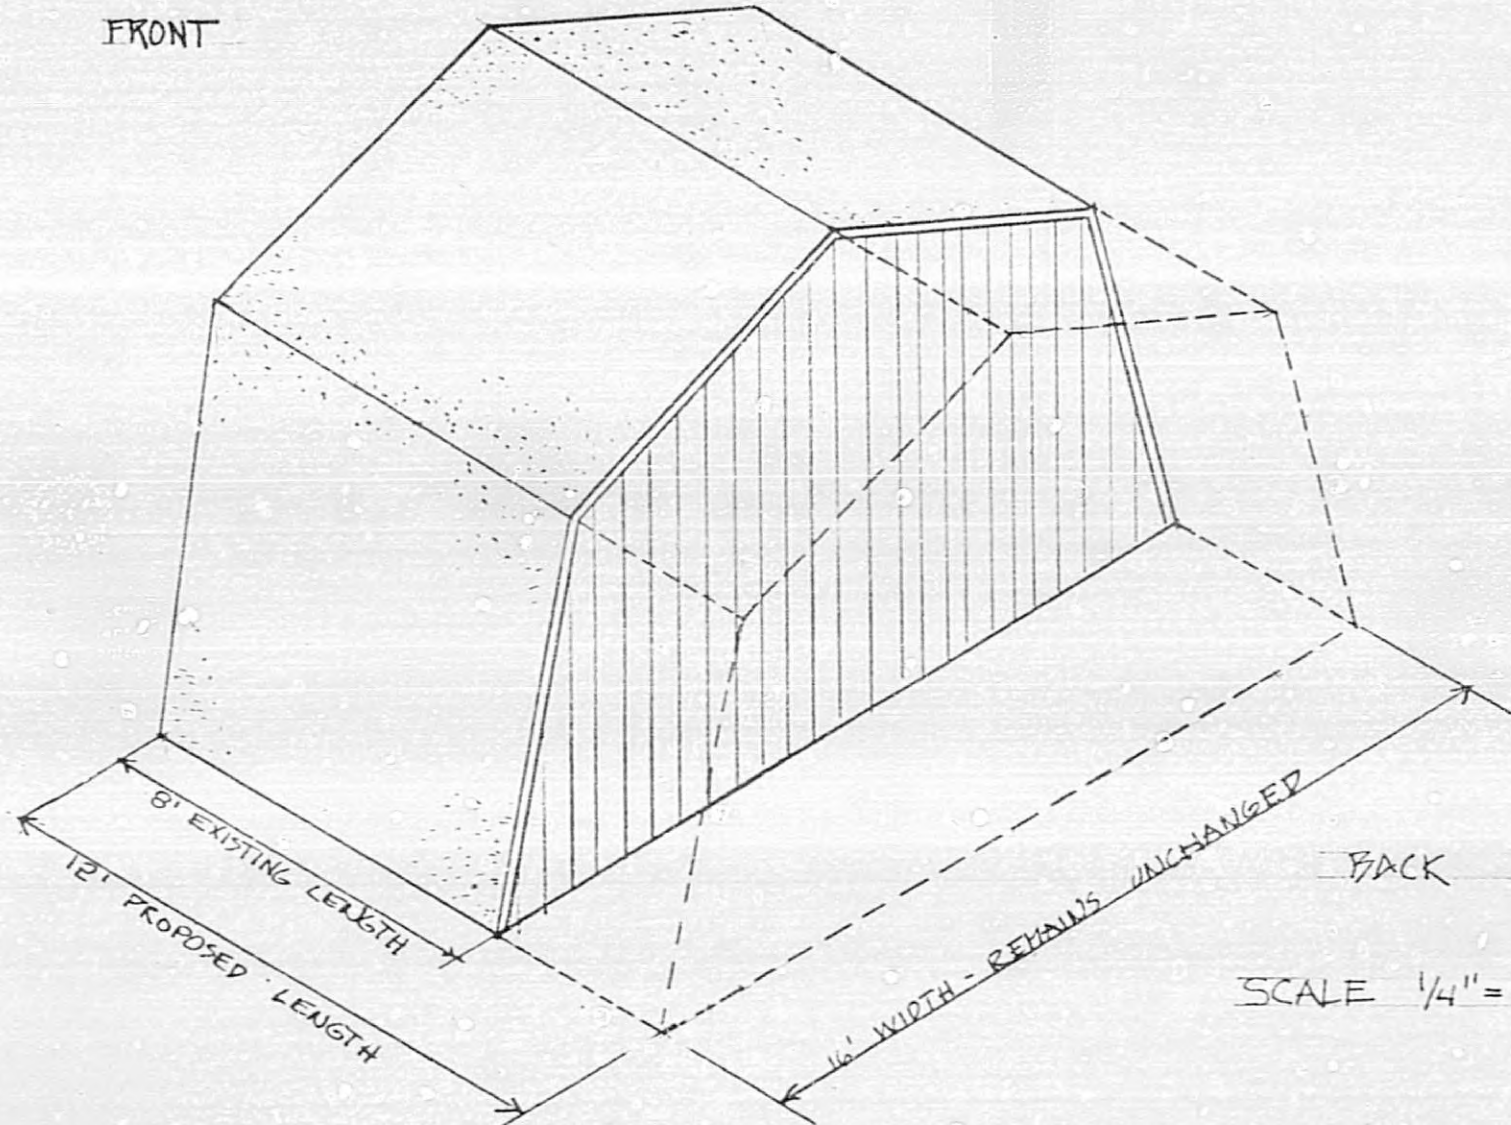 FRONT
8' EXISTING LENGTH
12' PROPOSED LENGTH
16' WIDTH - REMAINS UNCHANGED
BACK
SCALE 1/4" =